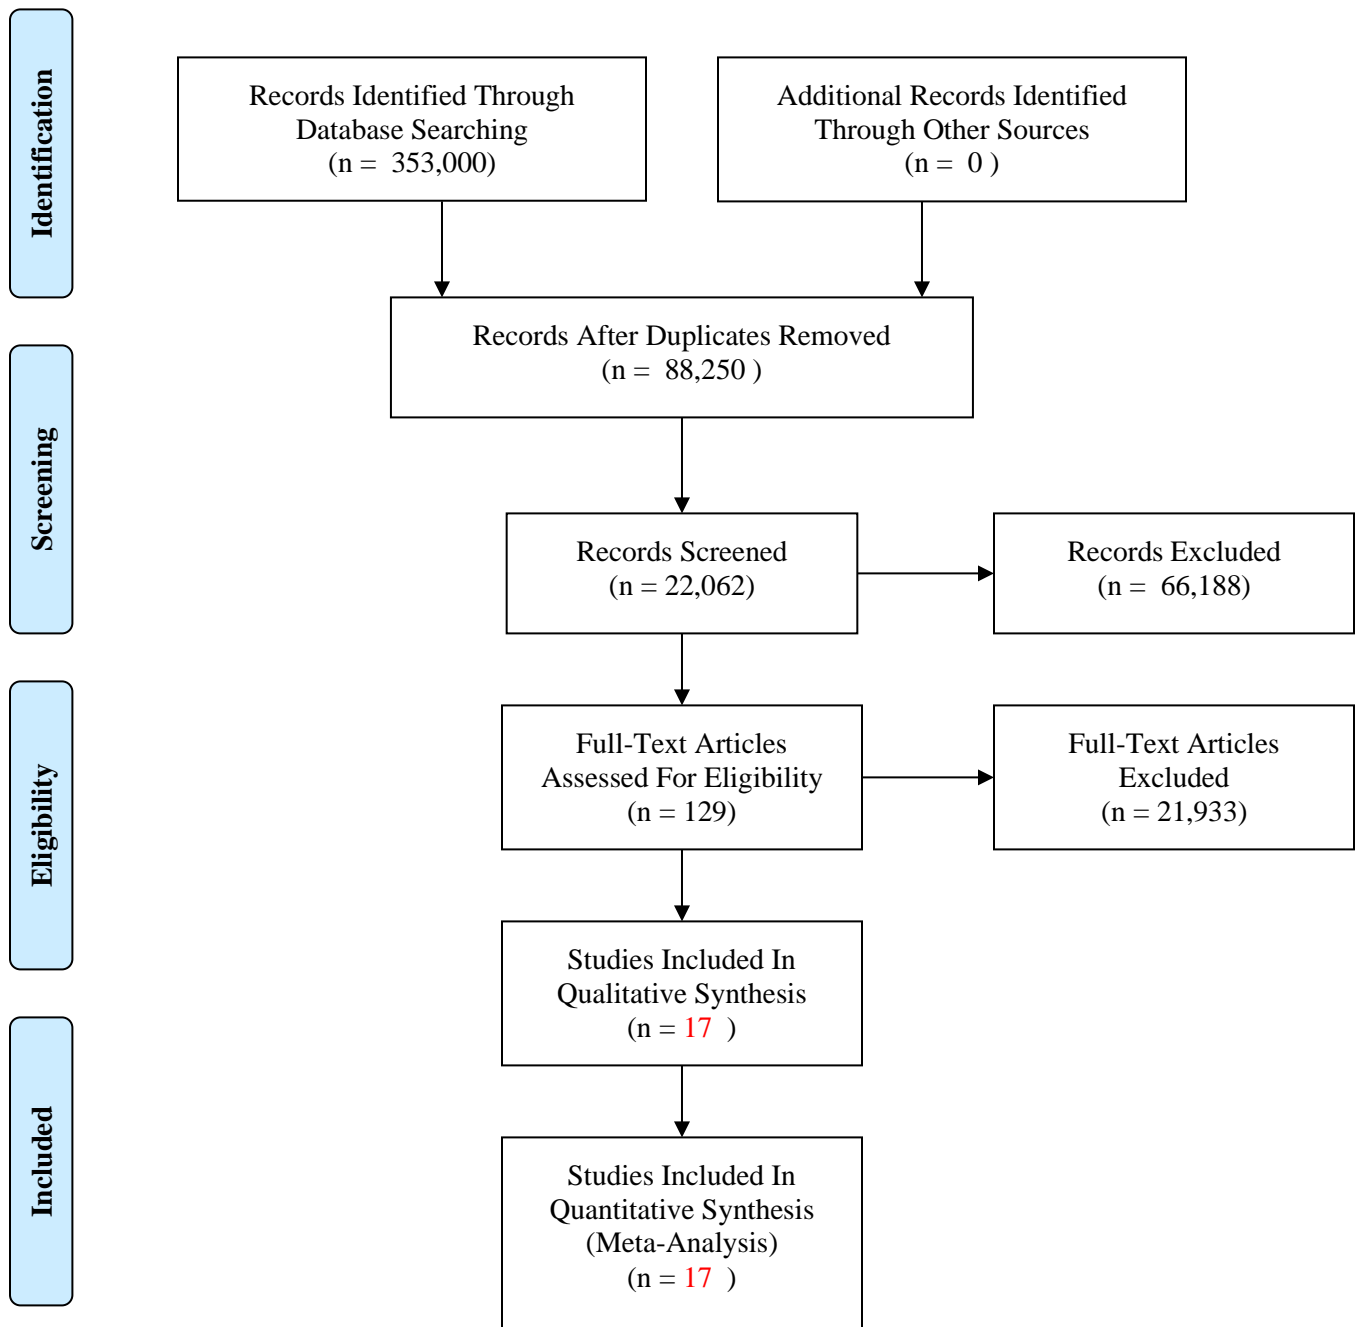 Identification
Records Identified Through
Database Searching
(n =  353,000)
Additional Records Identified
Through Other Sources
(n =  0 )
Records After Duplicates Removed
(n =  88,250 )
Screening
Records Screened
(n = 22,062)
Records Excluded
(n =  66,188)
Eligibility
Full-Text Articles
Assessed For Eligibility
(n = 129)
Full-Text Articles
Excluded
(n = 21,933)
Studies Included In
Qualitative Synthesis
(n = 17  )
Included
Studies Included In
Quantitative Synthesis
(Meta-Analysis)
(n = 17  )